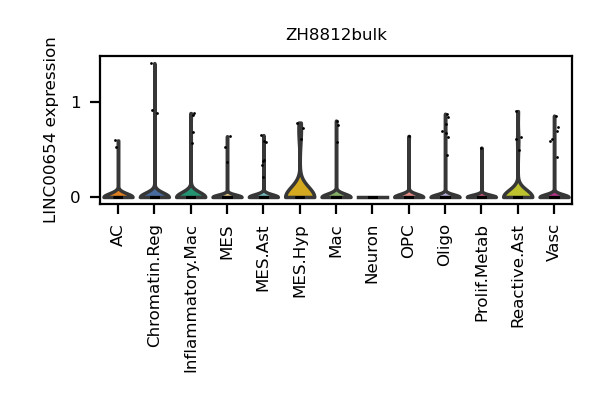 ZH8812bulk
LINC00654 expression
1
0
AC
Chromatin.Reg
Inflammatory.Mac
MES
MES.Ast
MES.Hyp
Mac
Neuron
OPC
Oligo
Prolif.Metab
Reactive.Ast
Vasc